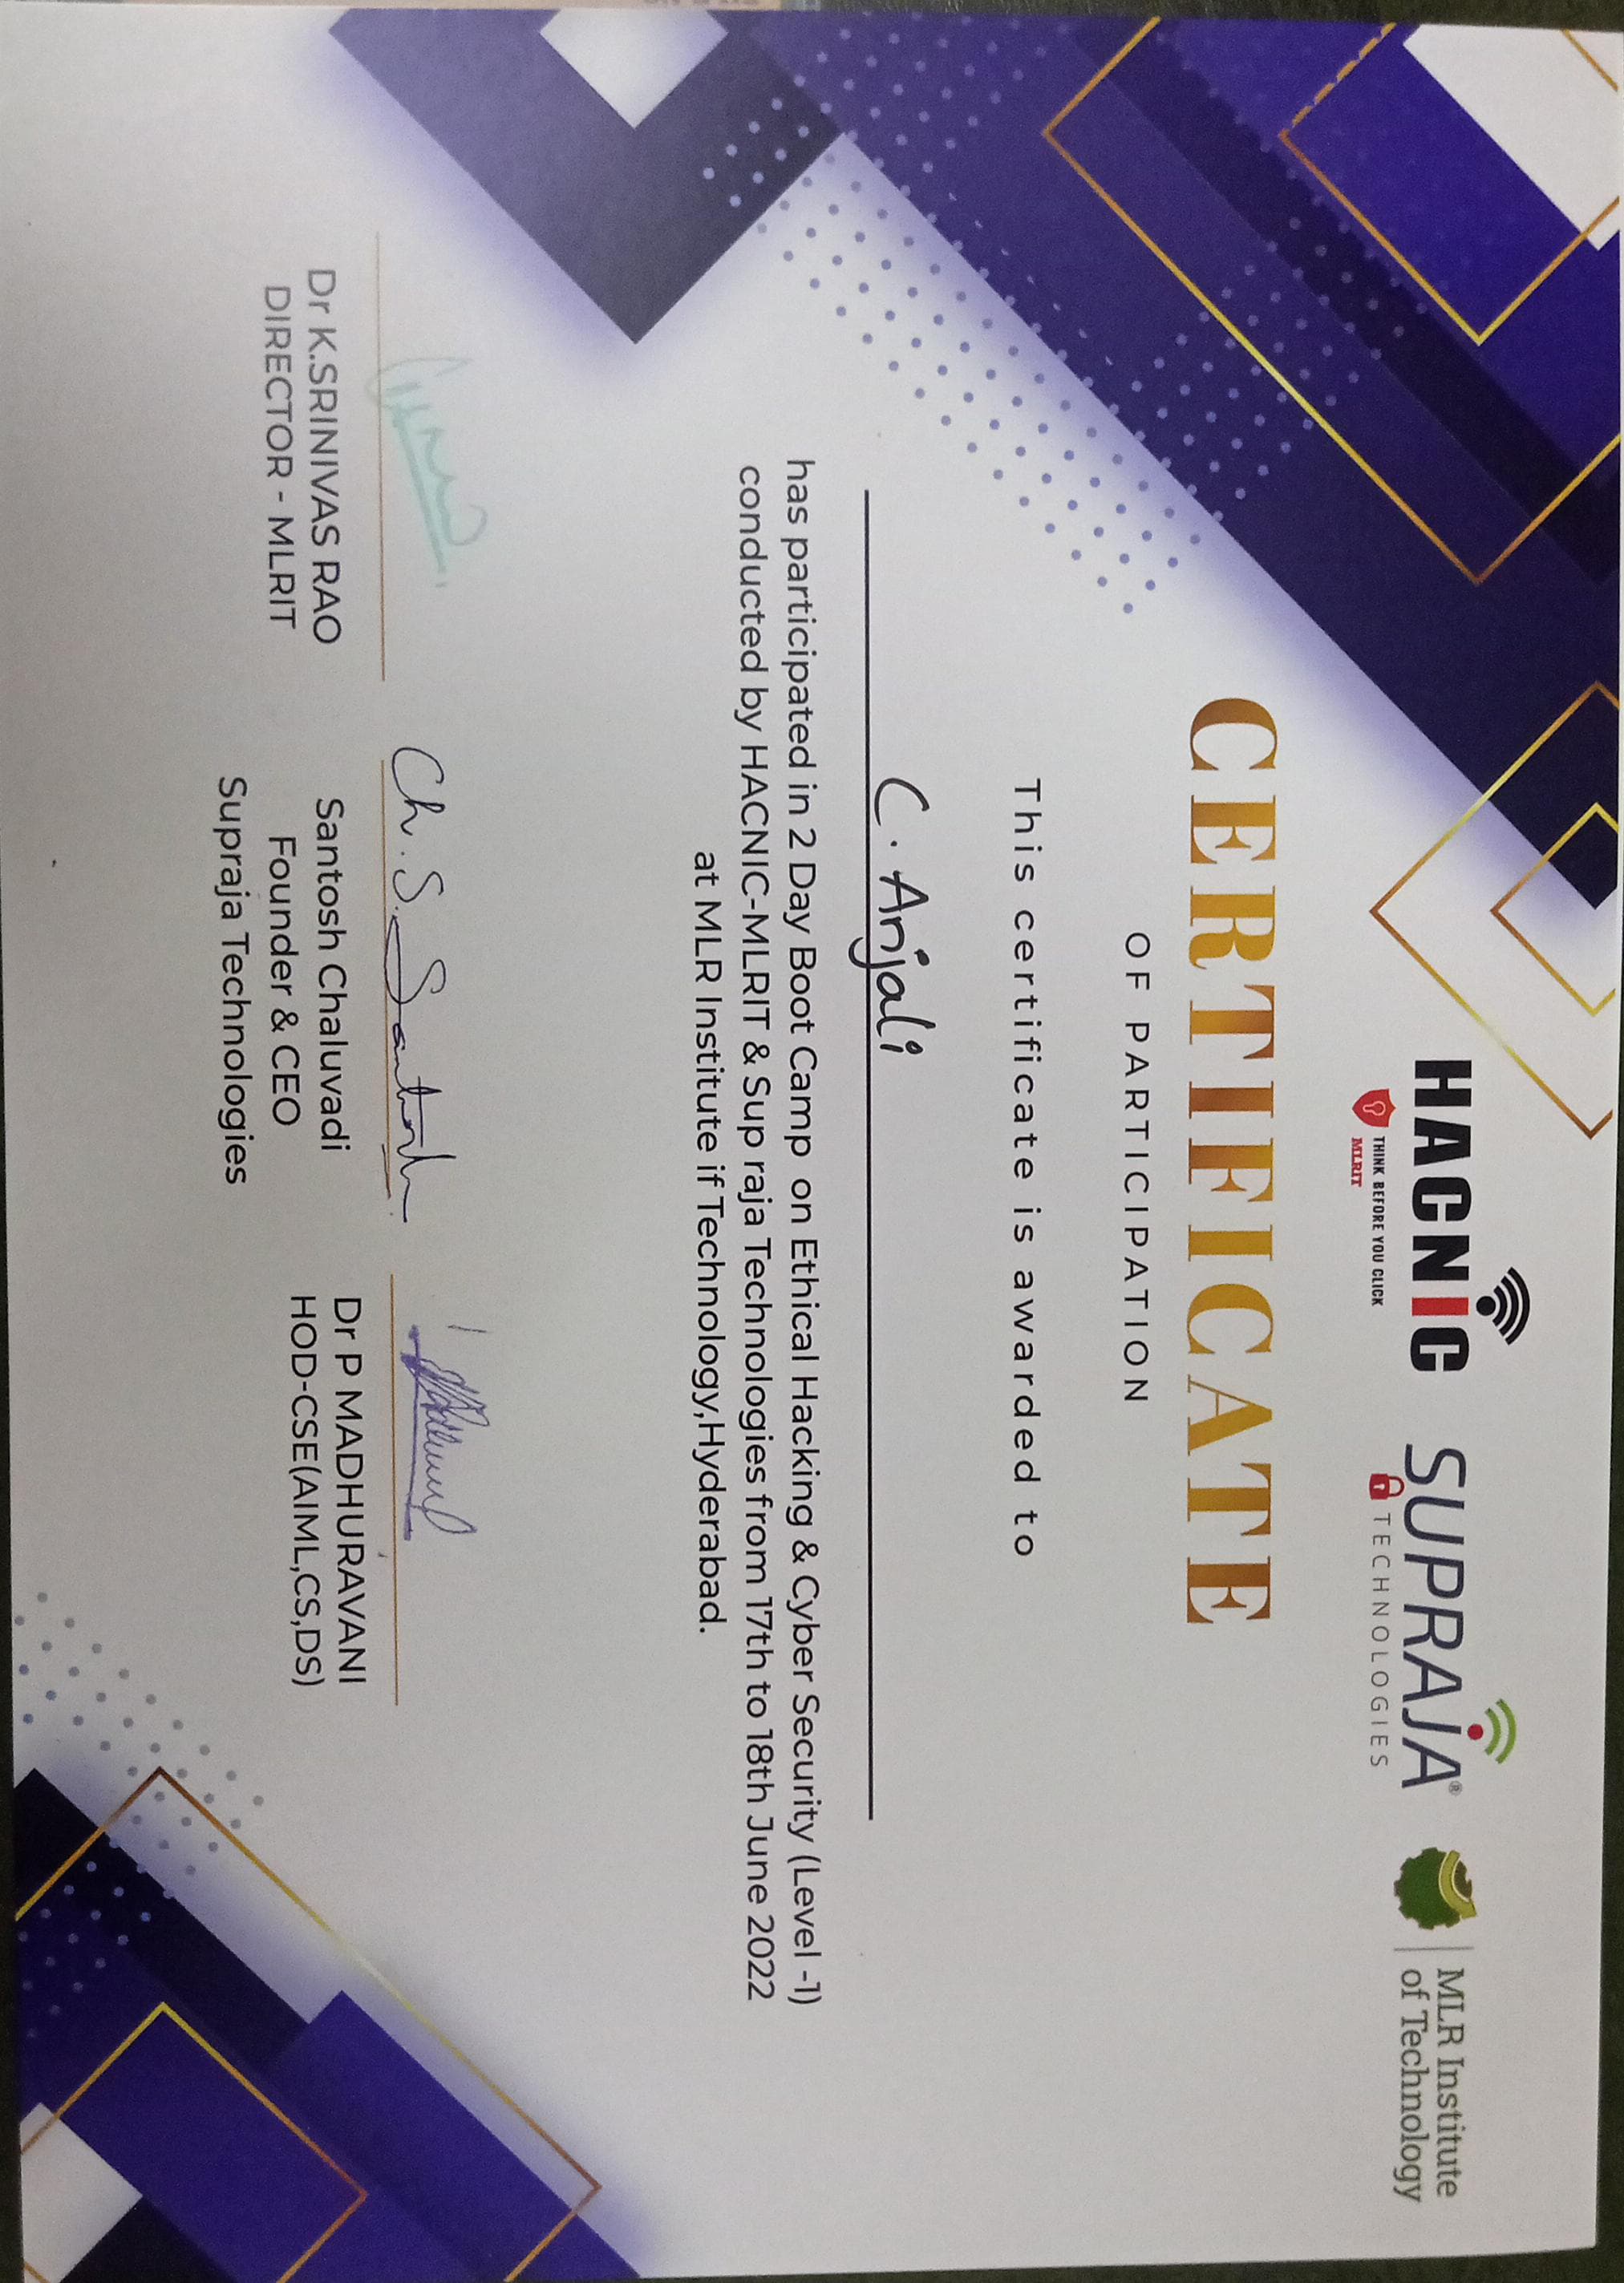 HACNiC
THINK BEFORE YOU CLICK
MLRIT
SUPRAJA®
TECHNOLOGIES
MLR Institute
of Technology
CERTIFICATE
OF PARTICIPATION
This certificate is awarded to
C. Anjali
has participated in 2 Day Boot Camp on Ethical Hacking & Cyber Security (Level -1)
conducted by HACNIC-MLRIT & Sup raja Technologies from 17th to 18th June 2022
at MLR Institute if Technology,Hyderabad.
Ch. S. Santosh
Dr K.SRINIVAS RAO
DIRECTOR - MLRIT
Santosh Chaluvadi
Founder & CEO
Supraja Technologies
Dr P MADHURAVANI
HOD-CSE(AIML,CS,DS)